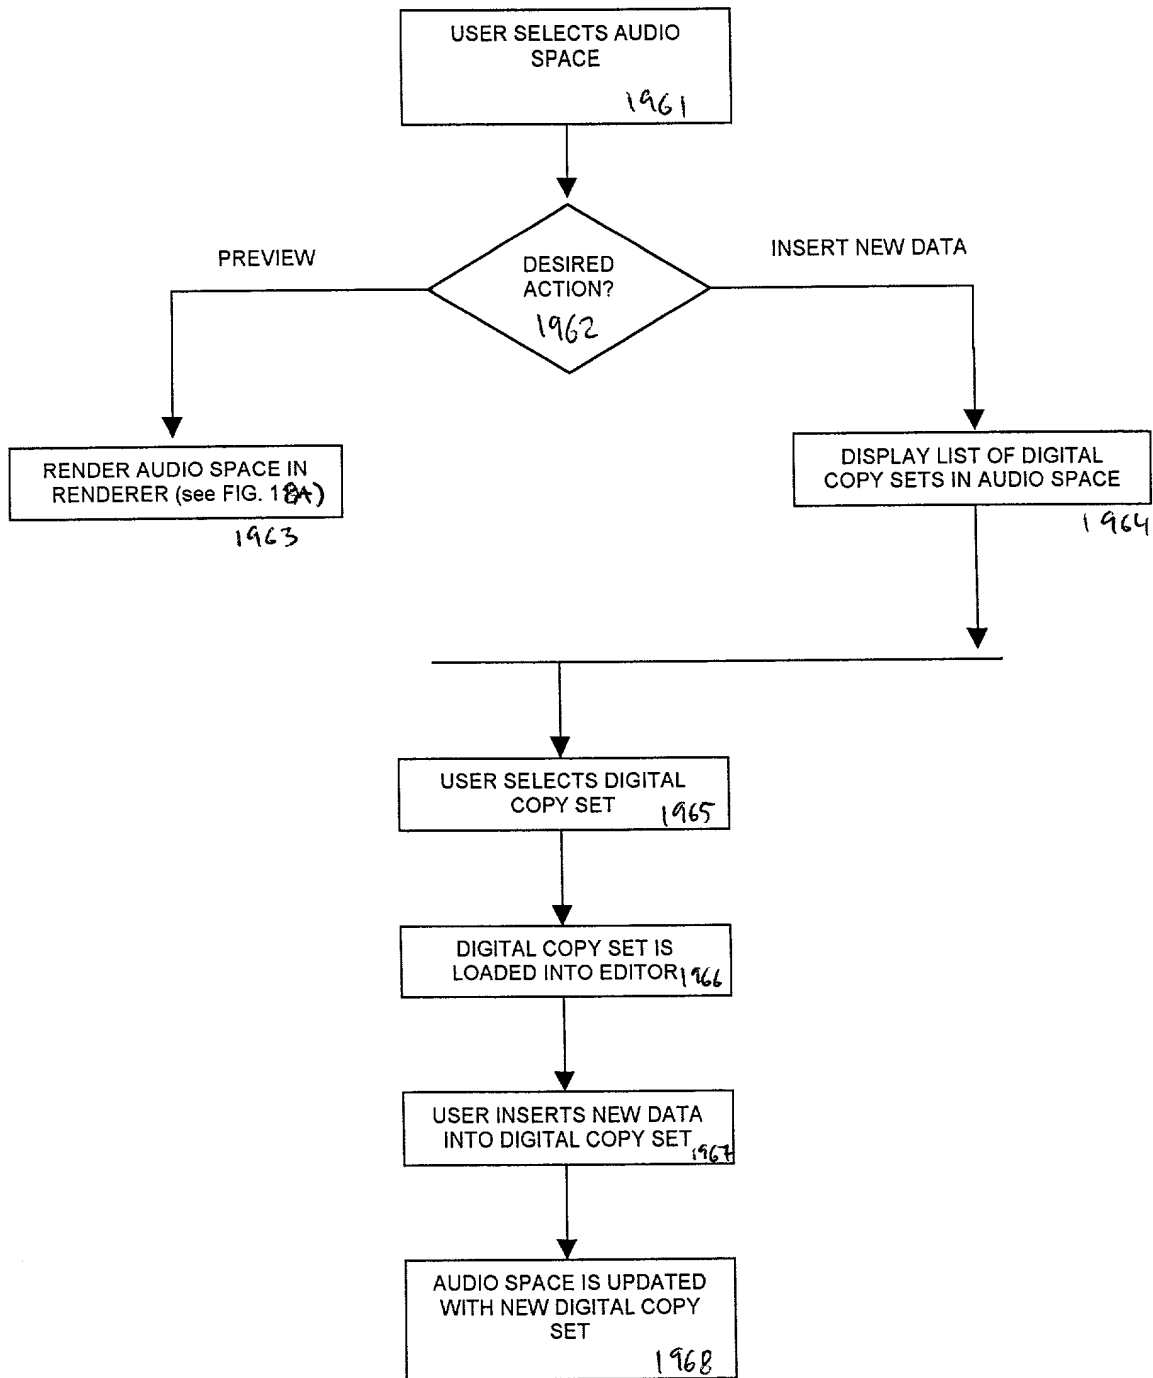 USER SELECTS AUDIO
SPACE
1961
DESIRED
ACTION?
1962
PREVIEW
INSERT NEW DATA
RENDER AUDIO SPACE IN
RENDERER (see FIG. 18A)
1963
DISPLAY LIST OF DIGITAL
COPY SETS IN AUDIO SPACE
1964
USER SELECTS DIGITAL
COPY SET 1965
DIGITAL COPY SET IS
LOADED INTO EDITOR 1966
USER INSERTS NEW DATA
INTO DIGITAL COPY SET 1967
AUDIO SPACE IS UPDATED
WITH NEW DIGITAL COPY
SET
1968